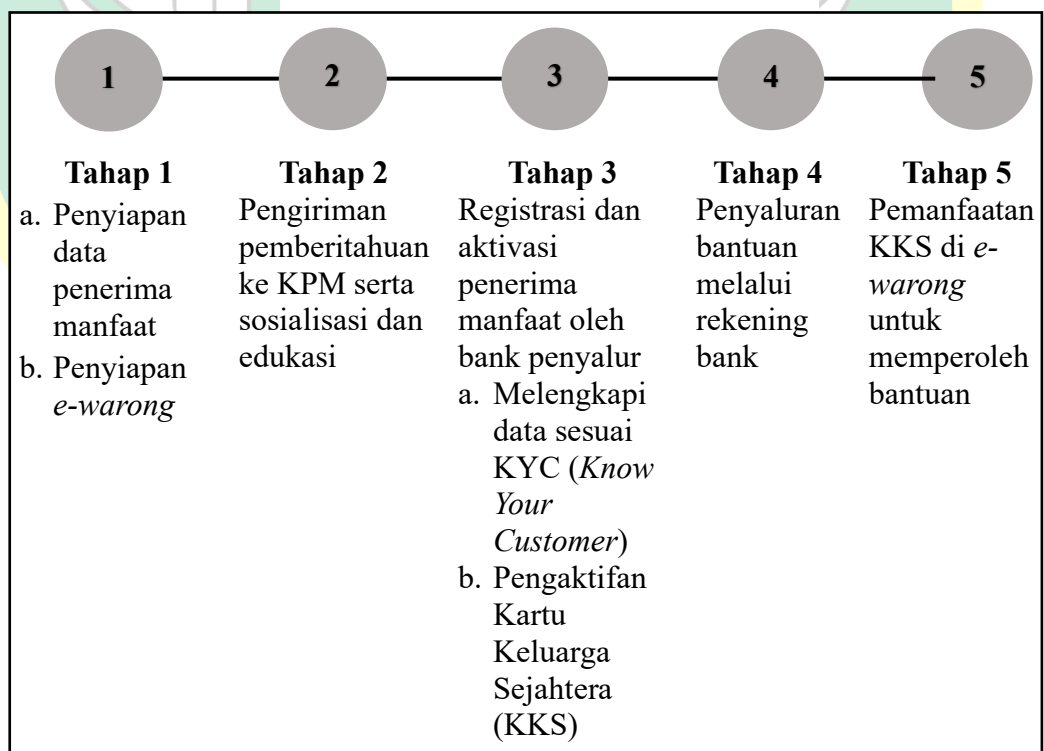 1
2
3
4
5
Tahap 1
a. Penyiapan
data
penerima
manfaat
b. Penyiapan
e-warong
Tahap 2
Pengiriman
pemberitahuan
ke KPM serta
sosialisasi dan
edukasi
Tahap 3
Registrasi dan
aktivasi
penerima
manfaat oleh
bank penyalur
a. Melengkapi
data sesuai
KYC (Know
Your
Customer)
b. Pengaktifan
Kartu
Keluarga
Sejahtera
(KKS)
Tahap 4
Penyaluran
bantuan
melalui
rekening
bank
Tahap 5
Pemanfaatan
KKS di e-
warong
untuk
memperoleh
bantuan